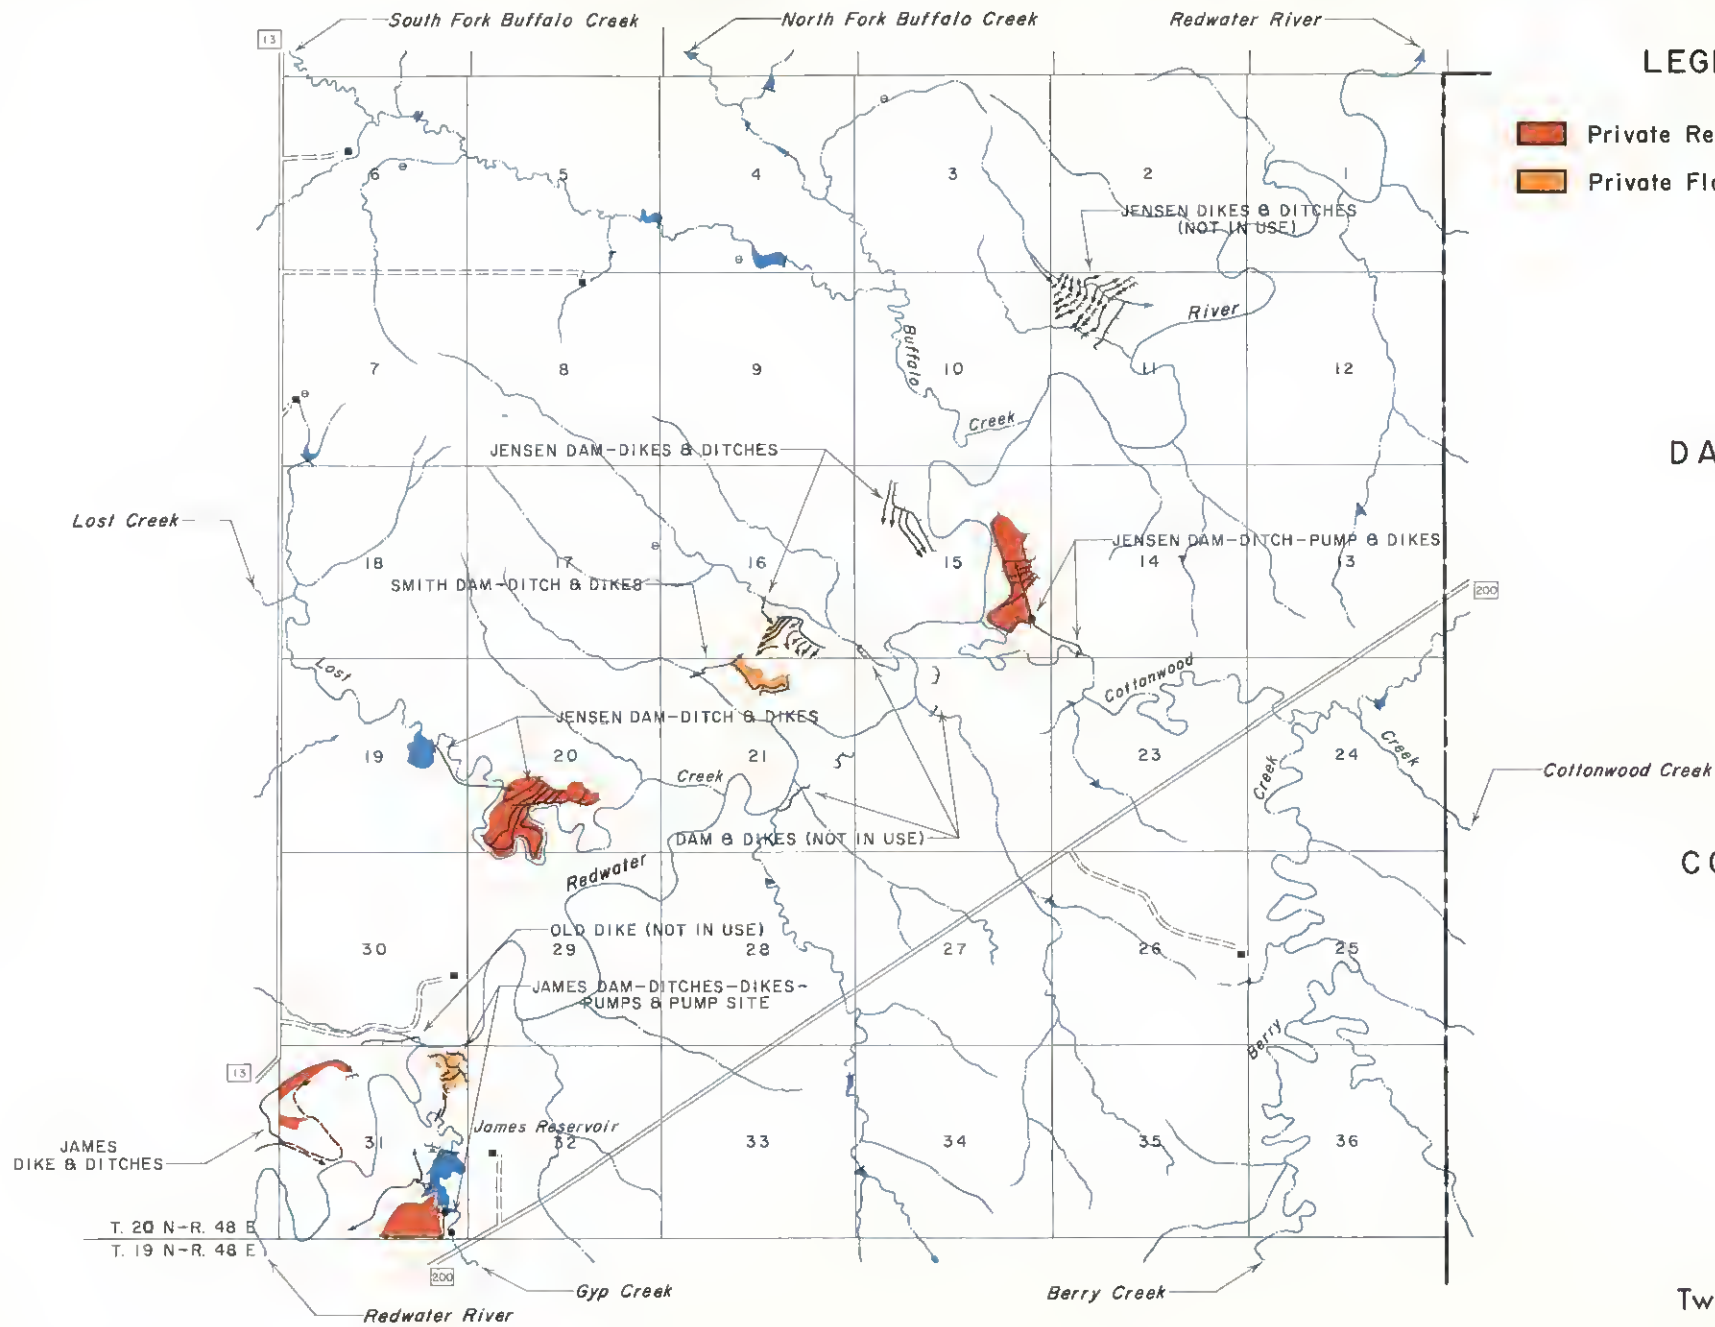 South Fork Buffalo Creek
North Fork Buffalo Creek
Redwater River
13
6
5
4
3
2
1
JENSEN DIKES & DITCHES
(NOT IN USE)
River
Buffalo
7
8
9
10
11
12
Creek
JENSEN DAM-DIKES & DITCHES
Lost Creek
18
17
16
15
14
13
JENSEN DAM-DITCH-PUMP & DIKES
SMITH DAM-DITCH & DIKES
200
Lost
Cottonwood
JENSEN DAM-DITCH & DIKES
19
20
21
23
24
Creek
Creek
Creek
Cottonwood Creek
DAM & DIKES (NOT IN USE)
Redwater
OLD DIKE (NOT IN USE)
30
29
28
27
26
25
JAMES DAM-DITCHES-DIKES-
PUMPS & PUMP SITE
Berry
13
James Reservoir
31
32
33
34
35
36
JAMES
DIKE & DITCHES
T. 20 N-R. 48 E
T. 19 N-R. 48 E
200
Gyp Creek
Berry Creek
Redwater River
Private
Private